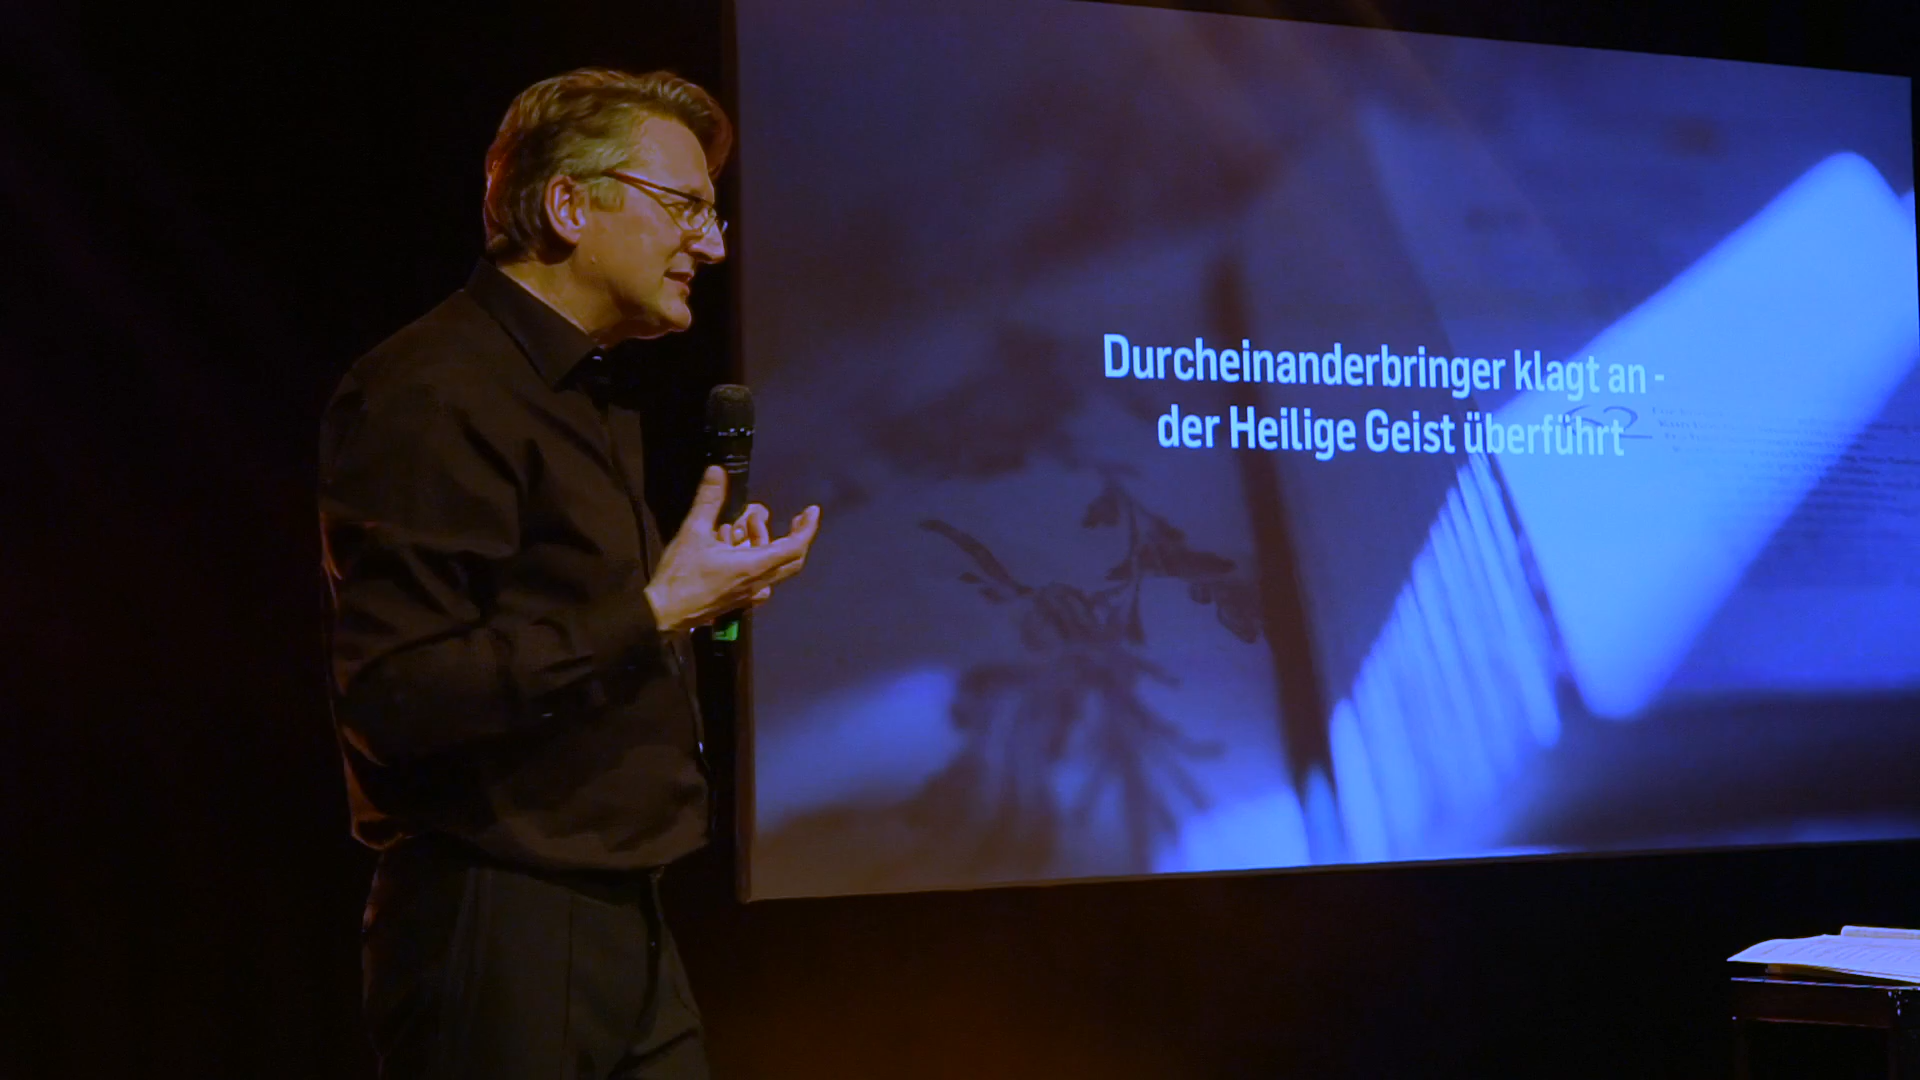 Durcheinanderbringer klagt an -
der Heilige Geist überführt